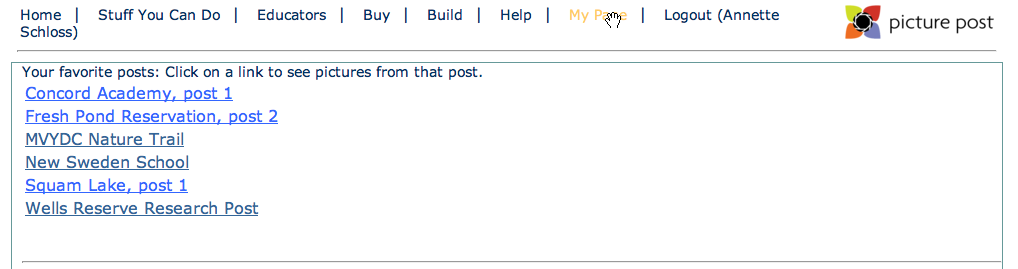 Home | Stuff You Can Do | Educators | Buy | Build | Help | My Page | Logout (Annette
Schloss)
picture post
Your favorite posts: Click on a link to see pictures from that post.
Concord Academy, post 1
Fresh Pond Reservation, post 2
MVYDC Nature Trail
New Sweden School
Squam Lake, post 1
Wells Reserve Research Post